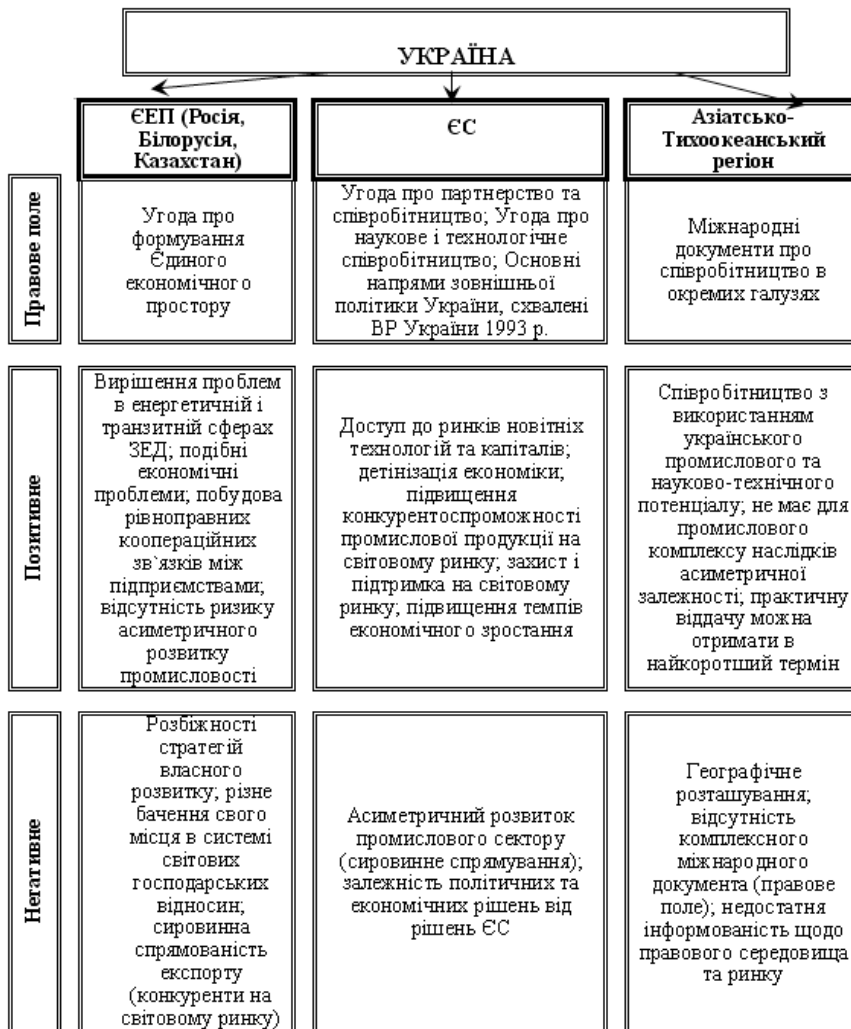 УКРАЇНА
ЄЕП (Росія,
Білорусія,
Казахстан)
ЄС
Азіатсько-
Тихоокеанський
регіон
Правове поле
Угода про
формування
Єдиного
економічного
простору
Угода про партнерство та
співробітництво; Угода про
наукове і технологічне
співробітництво; Основні
напрями зовнішньої
політики України, схвалені
ВР України 1993 р.
Міжнародні
документи про
співробітництво в
окремих галузях
Позитивне
Вирішення проблем
в енергетичній і
транзитній сферах
ЗЕД; подібні
економічні
проблеми; побудова
рівноправних
коопераційних
зв`язків між
підприємствами;
відсутність ризику
асиметричного
розвитку
промисловості
Доступ до ринків новітніх
технологій та капіталів;
детінізація економіки;
підвищення
конкурентоспроможності
промислової продукції на
світовому ринку; захист і
підтримка на світовому
ринку; підвищення темпів
економічного зростання
Співробітництво з
використанням
українського
промислового та
науково-технічного
потенціалу; не має для
промислового
комплексу наслідків
асиметричної
залежності; практичну
віддачу можна
отримати в
найкоротший термін
Негативне
Розбіжності
стратегій
власного
розвитку; різне
бачення свого
місця в системі
світових
господарських
відносин;
сировинна
спрямованість
експорту
(конкуренти на
світовому ринку)
Асиметричний розвиток
промислового сектору
(сировинне спрямування);
залежність політичних та
економічних рішень від
рішень ЄС
Географічне
розташування;
відсутність
комплексного
міжнародного
документа (правове
поле); недостатня
інформованість щодо
правового середовища
та ринку